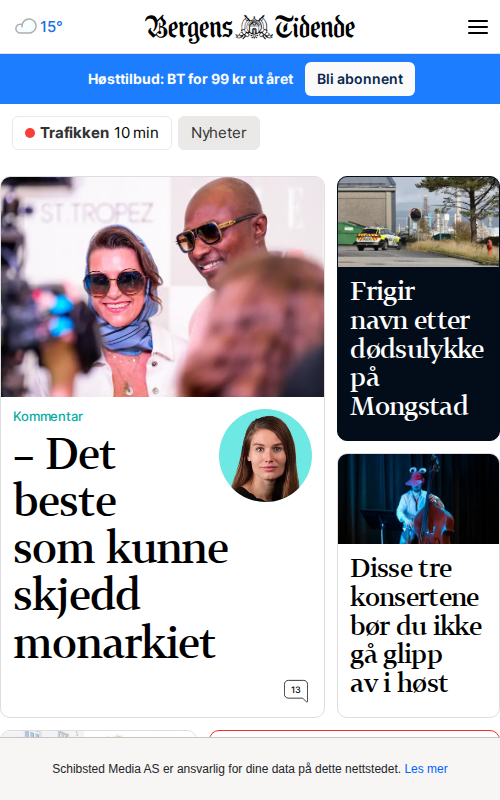 15°
Bergens Tidende
Høsttilbud: BT for 99 kr ut året
Bli abonnent
Trafikken 10 min
Nyheter
ST TROPEZ
Kommentar
– Det
beste
som kunne
skjedd
monarkiet
13
Frigir
navn etter
dødsulykke
på
Mongstad
Disse tre
konsertene
bør du ikke
gå glipp
av i høst
Schibsted Media AS er ansvarlig for dine data på dette nettstedet. Les mer